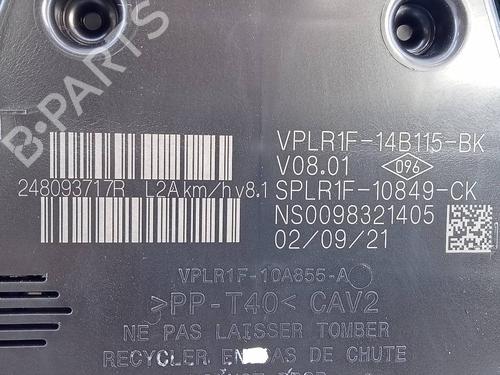 B-PARTS
VPLR1F-14B115-BK
V08.01 096
248093717R L2A km/h v8.1 SPLR1F-10849-CK
NS0098321405
02/09/21
VPLR1F-10A855-A
>PP-T40< CAV2
NE PAS LAISSER TOMBER
RECYCLER EN CAS DE CHUTE